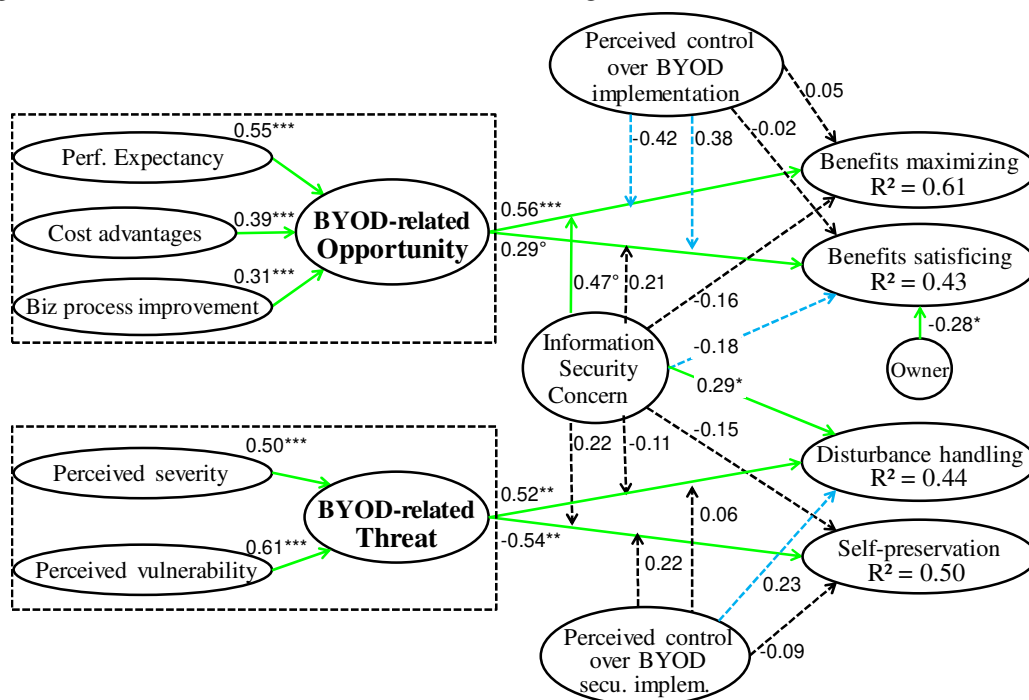 Perceived control
over BYOD
implementation
0.05
-0.02
-0.42
0.38
0.55***
Perf. Expectancy
Benefits maximizing
R² = 0.61
0.39***
Cost advantages
BYOD-related
Opportunity
0.56***
0.29°
Benefits satisficing
R² = 0.43
0.31***
Biz process improvement
0.47°
0.21
-0.16
-0.18
-0.28*
Information
Security
Concern
Owner
0.29*
-0.15
0.22
-0.11
0.50***
Perceived severity
Disturbance handling
R² = 0.44
BYOD-related
Threat
0.52**
-0.54**
0.06
0.61***
Perceived vulnerability
Self-preservation
R² = 0.50
0.22
0.23
Perceived control
over BYOD
secu. implem.
-0.09